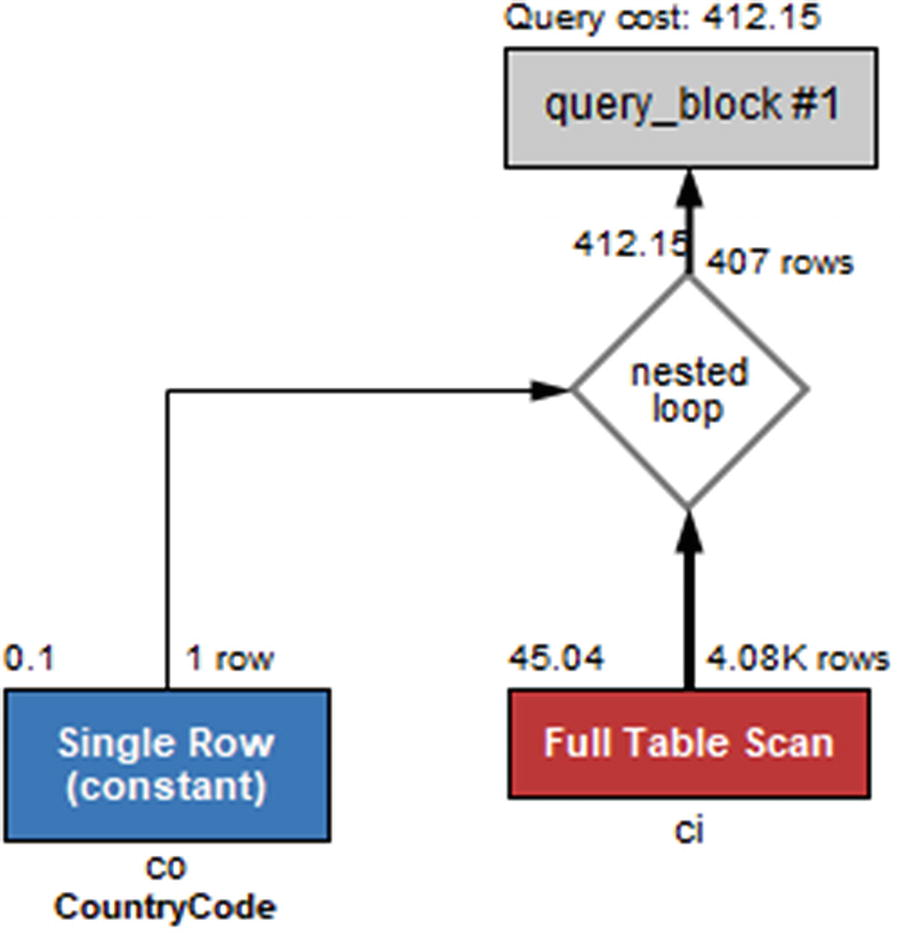 Query cost: 412.15
query_block #1
412.15
407 rows
nested
loop
0.1
1 row
45.04
4.08K rows
Single Row
(constant)
Full Table Scan
co
CountryCode
ci